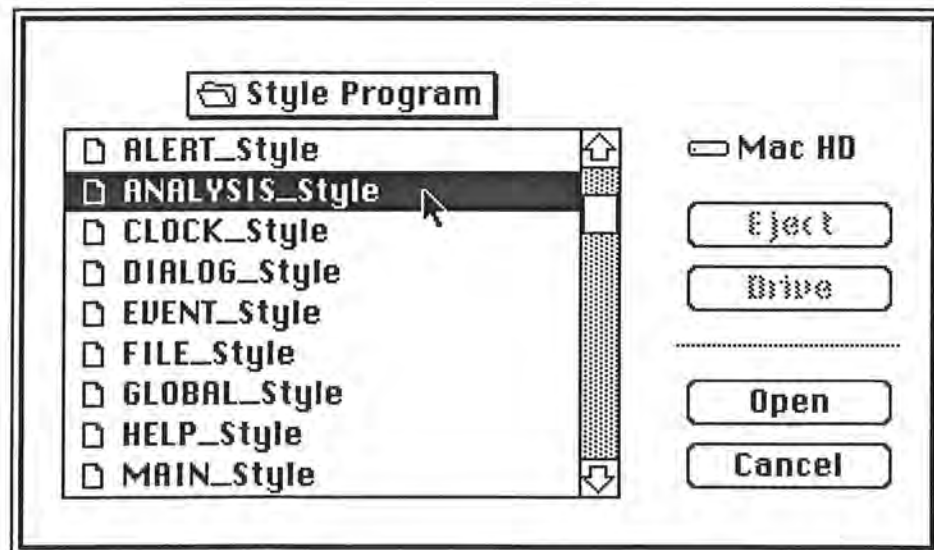 Style Program
ALERT_Style
ANALYSIS_Style
CLOCK_Style
DIALOG_Style
EVENT_Style
FILE_Style
GLOBAL_Style
HELP_Style
MAIN_Style
Mac HD
Eject
Drive
Open
Cancel